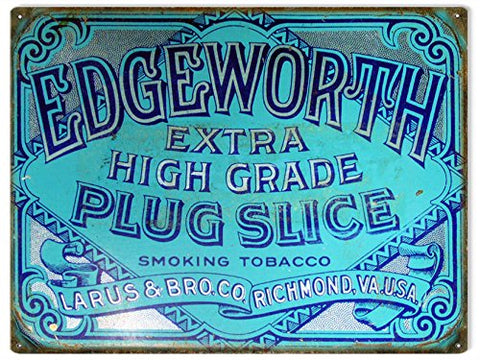 EDGEWORTH
EXTRA
HIGH GRADE
PLUG SLICE
SMOKING TOBACCO
LARUS & BRO. CO. RICHMOND, VA. U.S.A.